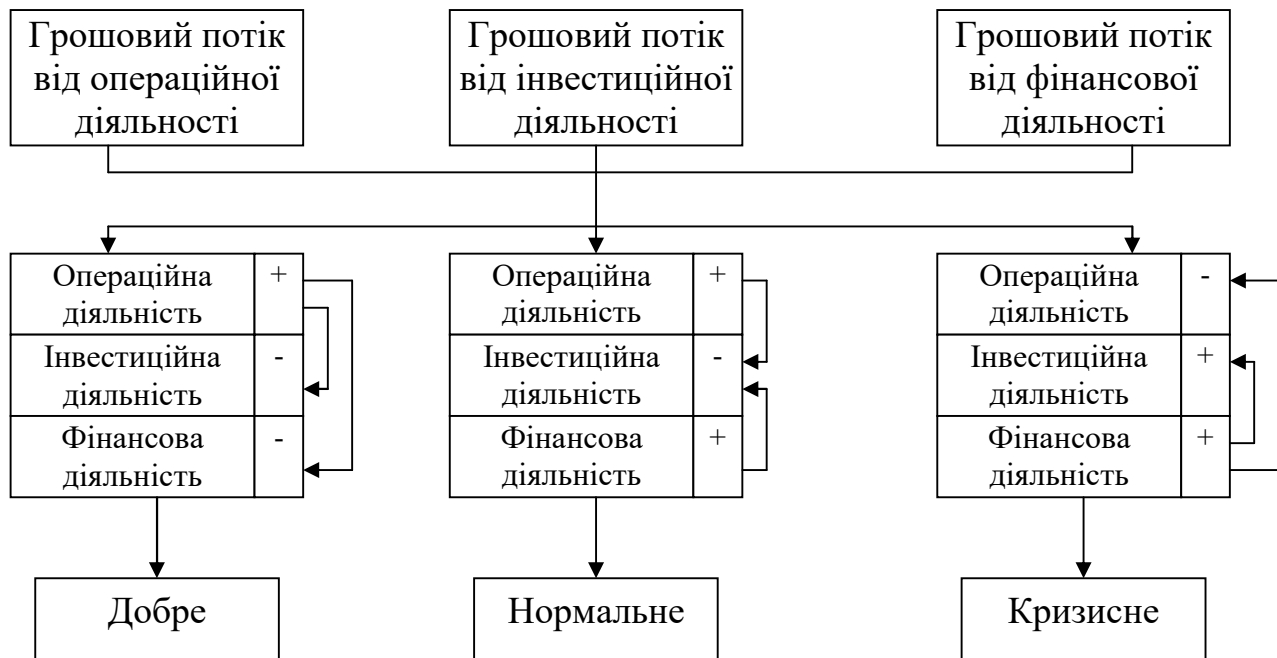 Грошовий потік
від операційної
діяльності
Грошовий потік
від інвестиційної
діяльності
Грошовий потік
від фінансової
діяльності
Операційна
діяльність
+
Інвестиційна
діяльність
-
Фінансова
діяльність
-
Операційна
діяльність
+
Інвестиційна
діяльність
-
Фінансова
діяльність
+
Операційна
діяльність
-
Інвестиційна
діяльність
+
Фінансова
діяльність
+
Добре
Нормальне
Кризисне